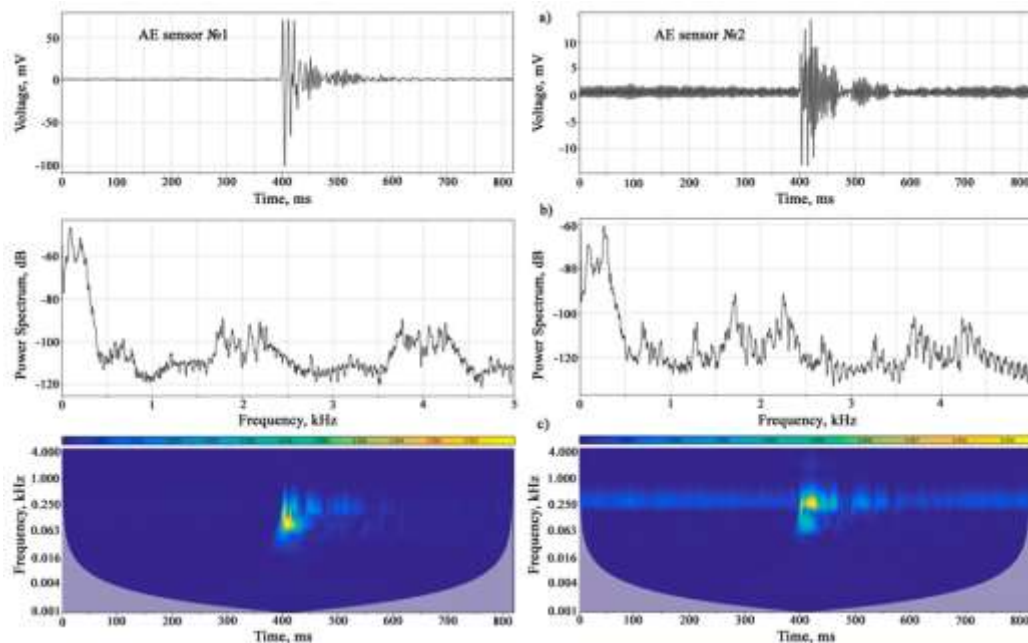 a)
AE sensor №1
Voltage, mV
50
0
-50
-100
0 100 200 300 400 500 600 700 800
Time, ms
AE sensor №2
Voltage, mV
15
10
5
0
-5
-10
0 100 200 300 400 500 600 700 800
Time, ms
b)
Power Spectrum, dB
-60
-80
-100
-120
0 1 2 3 4 5
Frequency, kHz
Power Spectrum, dB
-60
-80
-100
-120
0 1 2 3 4
Frequency, kHz
c)
Frequency, kHz
4.000
1.000
0.250
0.063
0.016
0.004
0.001
0 100 200 300 400 500 600 700 800
Time, ms
Frequency, kHz
4.000
1.000
0.250
0.063
0.016
0.004
0.001
0 100 200 300 400 500 600 700 800
Time, ms